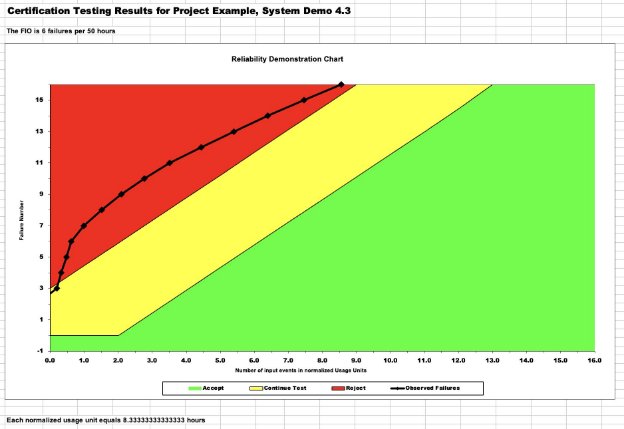 Certification Testing Results for Project Example, System Demo 4.3
The FIO is 6 failures per 50 hours
Reliability Demonstration Chart
15
13
11
9
7
5
3
1
-1
Failure Number
0.0 1.0 2.0 3.0 4.0 5.0 6.0 7.0 8.0 9.0 10.0 11.0 12.0 13.0 14.0 15.0 16.0
Number of input events in normalized Usage Units
Accept Continue Test Reject Observed Failures
Each normalized usage unit equals 8.33333333333333 hours